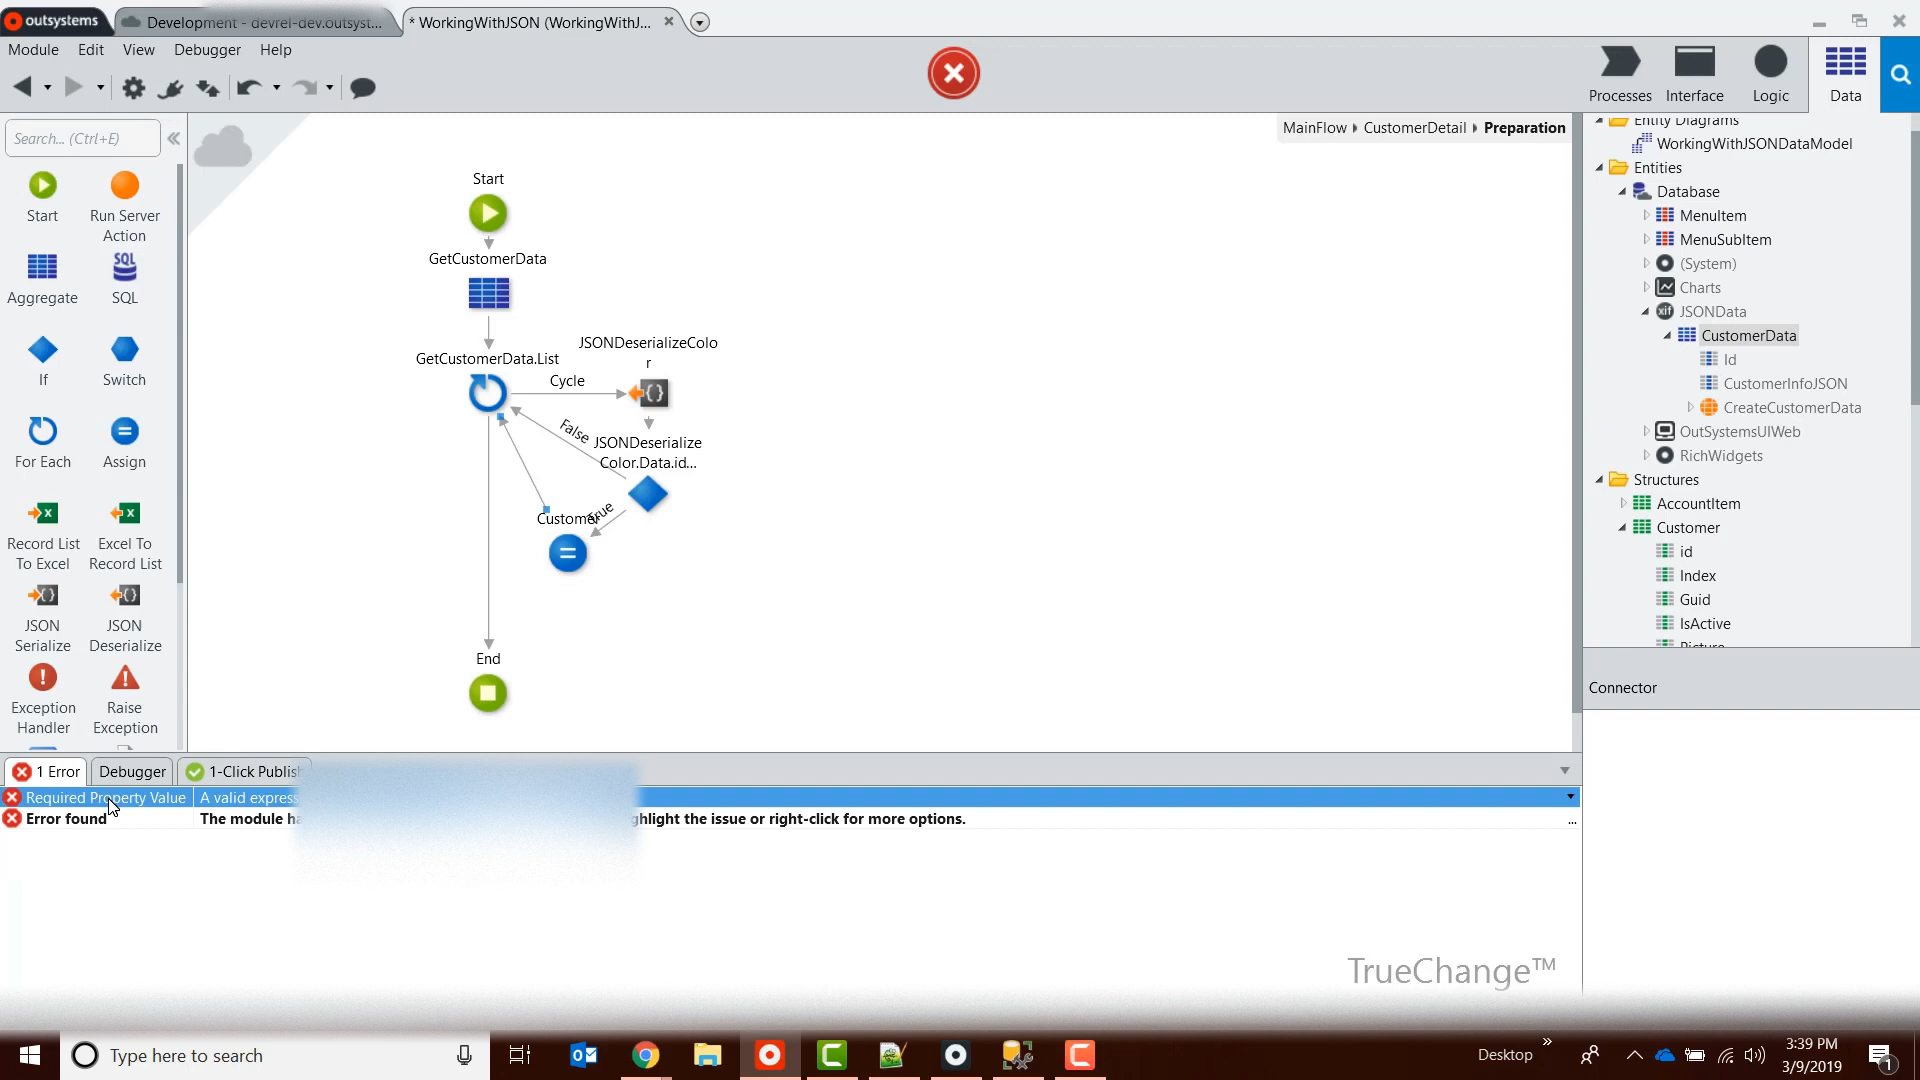 outsystems
Development - devrel-dev.outsyst...
* WorkingWithJSON (WorkingWithJ...
Module Edit View Debugger Help
Processes
Interface
Logic
Data
Search... (Ctrl+E)
Start
Run Server
Action
Aggregate
SQL
If
Switch
For Each
Assign
Record List
To Excel
Excel To
Record List
JSON
Serialize
JSON
Deserialize
Exception
Handler
Raise
Exception
MainFlow CustomerDetail Preparation
Start
GetCustomerData
GetCustomerData.List
Cycle
JSONDeserializeColo
r
False
JSONDeserialize
Color.Data.id...
True
Customer
End
Entity Diagrams
WorkingWithJSONDataModel
Entities
Database
MenuItem
MenuSubItem
(System)
Charts
xif
JSONData
CustomerData
Id
CustomerInfoJSON
CreateCustomerData
OutSystemsUIWeb
RichWidgets
Structures
AccountItem
Customer
id
Index
Guid
IsActive
Picture
Connector
1 Error
Debugger
1-Click Publish
Required Property Value A valid express
Error found The module ha ghlight the issue or right-click for more options. ...
TrueChange™
Type here to search
Desktop
3:39 PM
3/9/2019
1